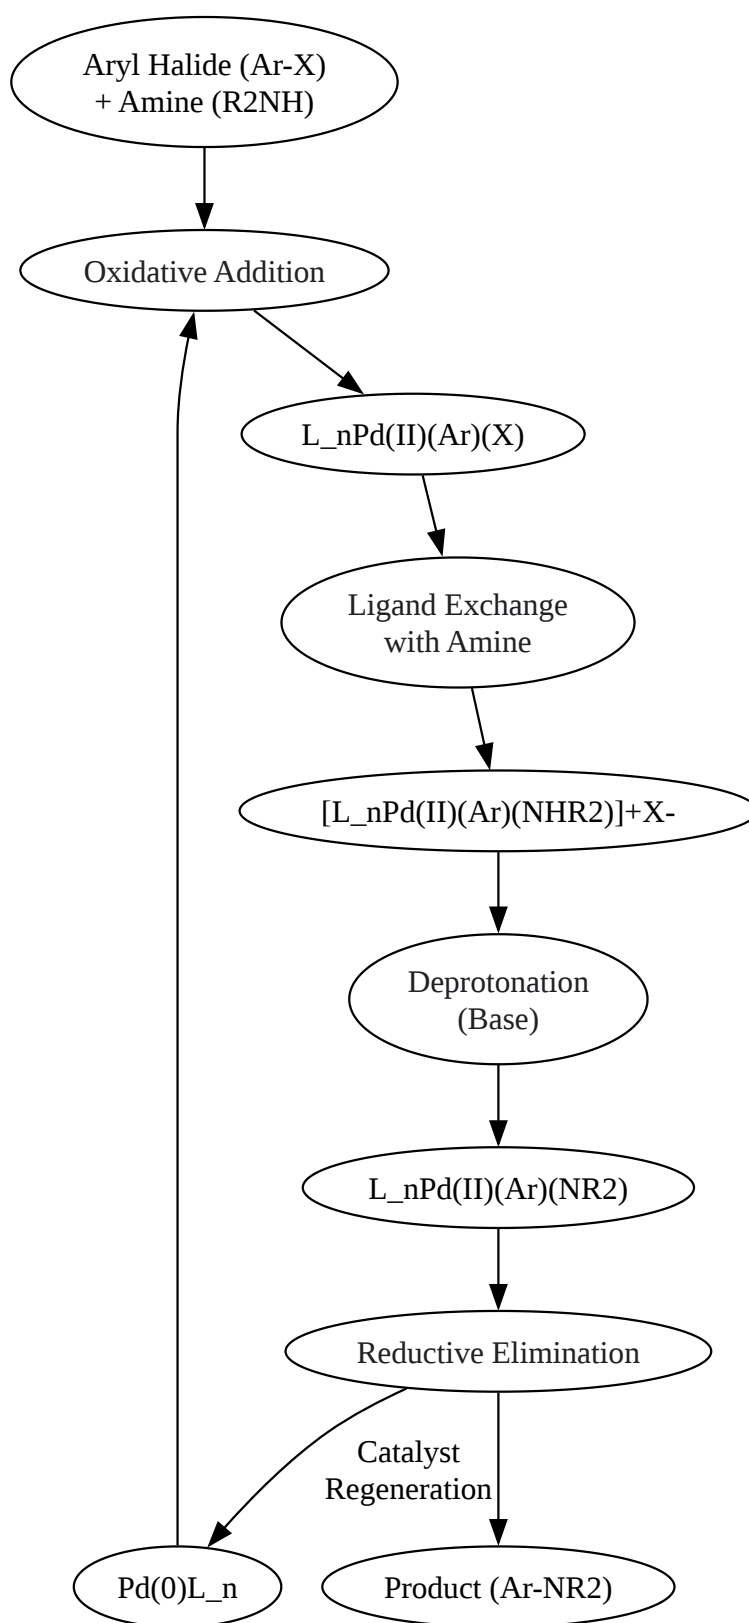 Aryl Halide (Ar-X)
+ Amine (R2NH)
Oxidative Addition
L_nPd(II)(Ar)(X)
Ligand Exchange
with Amine
[L_nPd(II)(Ar)(NHR2)]+X-
Deprotonation
(Base)
L_nPd(II)(Ar)(NR2)
Reductive Elimination
Catalyst
Regeneration
Pd(0)L_n
Product (Ar-NR2)